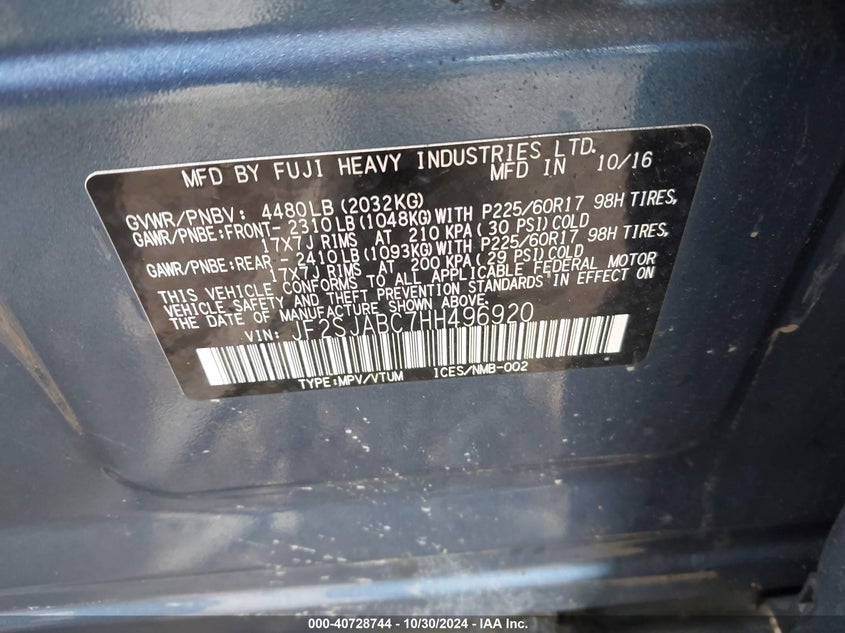 MFD BY FUJI HEAVY INDUSTRIES LTD.
MFD IN 10/16
GVWR/PNBV: 4480LB (2032KG)
GAWR/PNBE:FRONT- 2310LB (1048KG) WITH P225/60R17 98H TIRES,
17X7J RIMS AT 210 KPA ( 30 PSI) COLD
GAWR/PNBE:REAR - 2410LB (1093KG) WITH P225/60R17 98H TIRES,
17X7J RIMS AT 200 KPA ( 29 PSI) COLD
THIS VEHICLE CONFORMS TO ALL APPLICABLE FEDERAL MOTOR
VEHICLE SAFETY AND THEFT PREVENTION STANDARDS IN EFFECT ON
THE DATE OF MANUFACTURE SHOWN ABOVE.
VIN: JF2SJABC7HH496920
TYPE:MPV/VTUM ICES/NMB-002
000-40728744 - 10/30/2024 - IAA Inc.